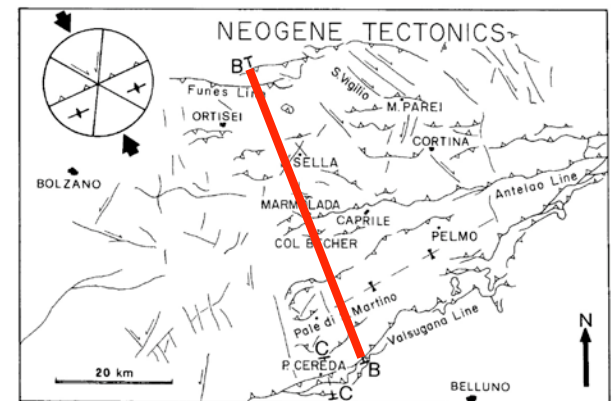 NEOGENE TECTONICS
B
Funes Line
S. Vigilio
ORTISEI
M. PAREI
CORTINA
SELLA
BOLZANO
Antelao Line
MARMOLADA
CAPRILE
PELMO
COL BECHER
Pale di S. Martino
Valsugana Line
N
C
P. CEREDA
B
20 km
C
BELLUNO